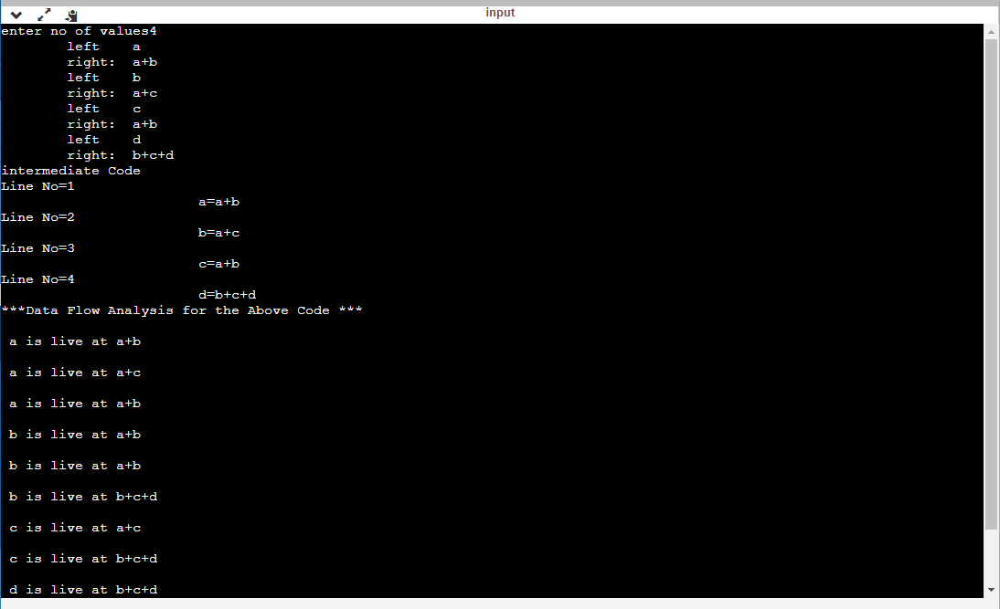 input
enter no of values4
left a
right: a+b
left b
right: a+c
left c
right: a+b
left d
right: b+c+d
intermediate Code
Line No=1
a=a+b
Line No=2
b=a+c
Line No=3
c=a+b
Line No=4
d=b+c+d
***Data Flow Analysis for the Above Code ***
a is live at a+b
a is live at a+c
a is live at a+b
b is live at a+b
b is live at a+b
b is live at b+c+d
c is live at a+c
c is live at b+c+d
d is live at b+c+d